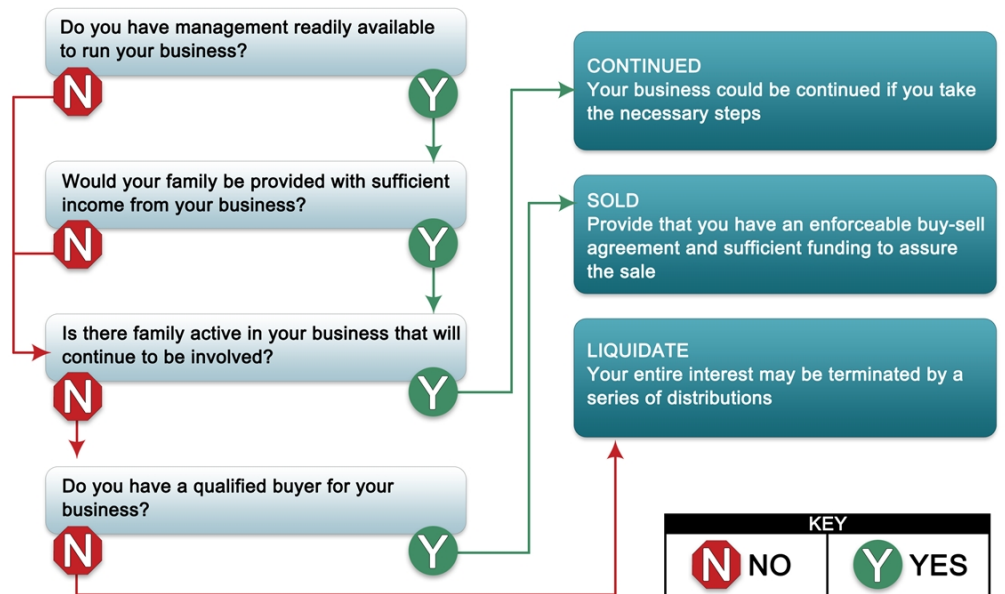 Do you have management readily available
to run your business?
N
Y
Would your family be provided with sufficient
income from your business?
N
Y
Is there family active in your business that will
continue to be involved?
N
Y
Do you have a qualified buyer for your
business?
N
Y
CONTINUED
Your business could be continued if you take
the necessary steps
SOLD
Provide that you have an enforceable buy-sell
agreement and sufficient funding to assure
the sale
LIQUIDATE
Your entire interest may be terminated by a
series of distributions
KEY
N NO
Y YES